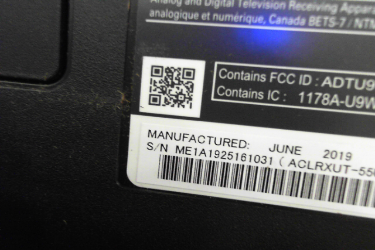 Analog and Digital Television Receiving Apparatus
analogique et numérique, Canada BETS-7 / NTM
Contains FCC ID : ADTU9
Contains IC : 1178A-U9W
MANUFACTURED: JUNE 2019
S/N ME1A1925161031 ( ACLRXUT-550